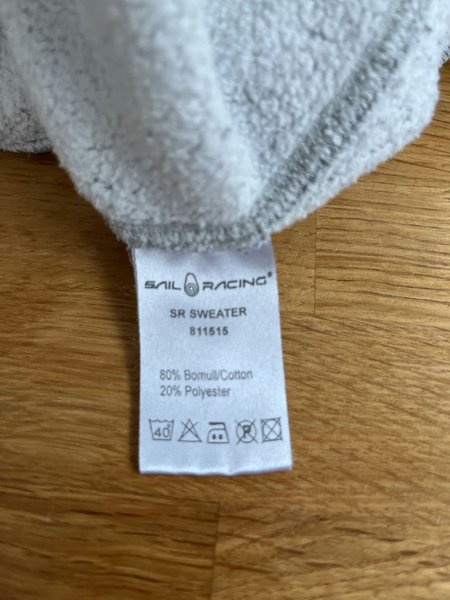 SAIL RACING®
SR SWEATER
811515
80% Bomull/Cotton
20% Polyester
40° P